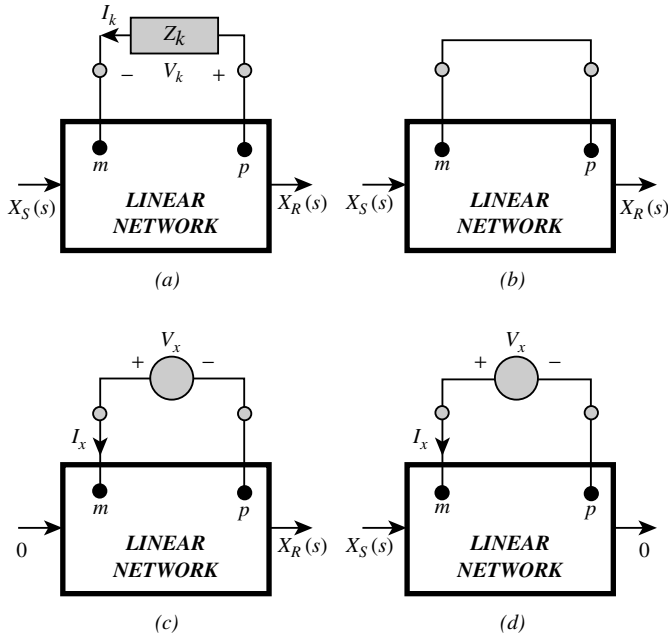 I_k
Z_k
− V_k +
m p
LINEAR
NETWORK
X_S(s)
X_R(s)
(a)
m p
LINEAR
NETWORK
X_S(s)
X_R(s)
(b)
V_x
+ −
I_x
m p
LINEAR
NETWORK
0
X_R(s)
(c)
V_x
+ −
I_x
m p
LINEAR
NETWORK
X_S(s)
0
(d)